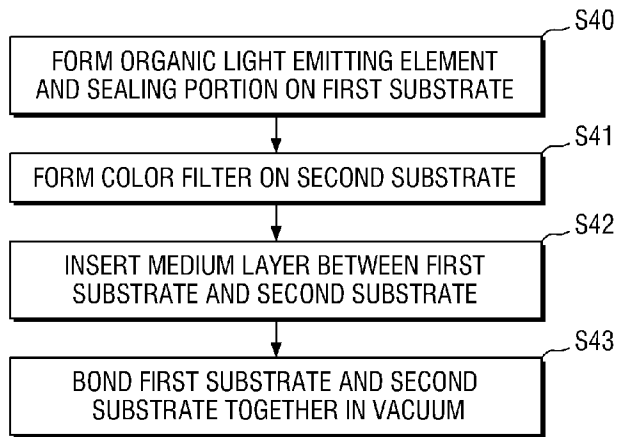 S40
FORM ORGANIC LIGHT EMITTING ELEMENT
AND SEALING PORTION ON FIRST SUBSTRATE
S41
FORM COLOR FILTER ON SECOND SUBSTRATE
S42
INSERT MEDIUM LAYER BETWEEN FIRST
SUBSTRATE AND SECOND SUBSTRATE
S43
BOND FIRST SUBSTRATE AND SECOND
SUBSTRATE TOGETHER IN VACUUM